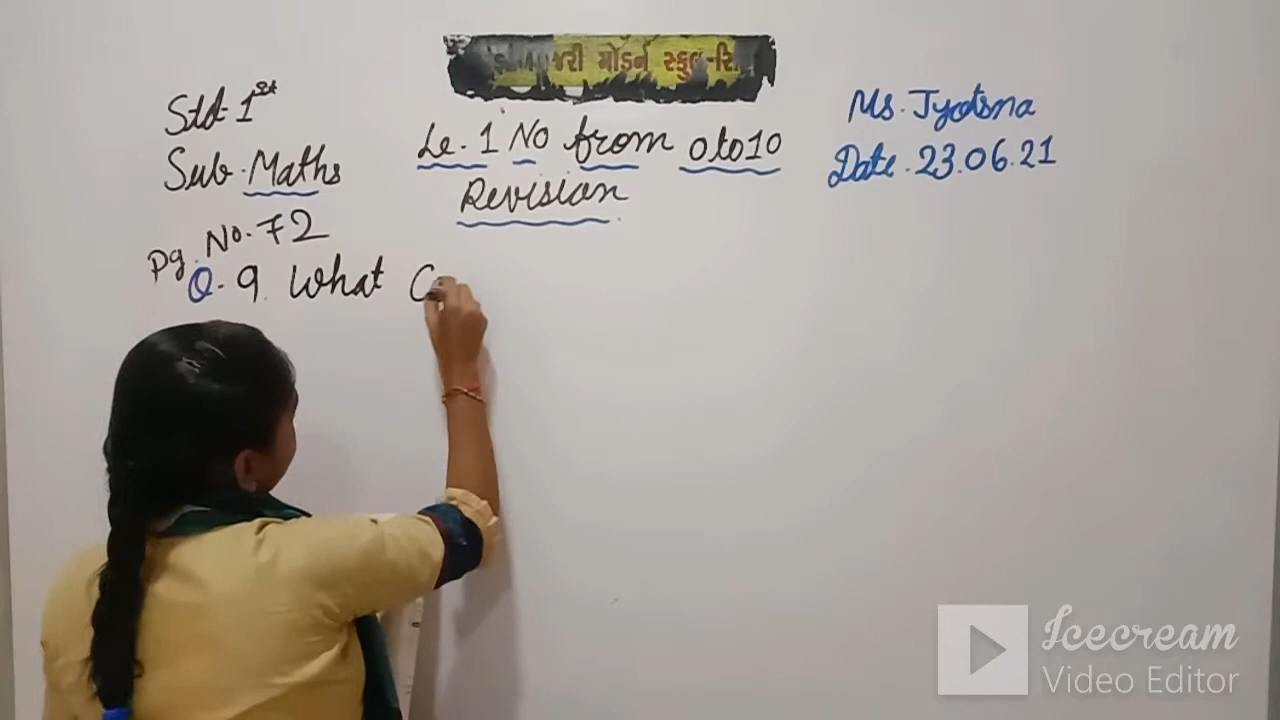 મોડર્ન સ્કુલ
Std-1st
Sub-Maths
Le. 1 No from 0 to 10
Revision
Ms. Jyotsna
Date. 23.06.21
Pg. No. 72
Q. 9. What
Icecream
Video Editor